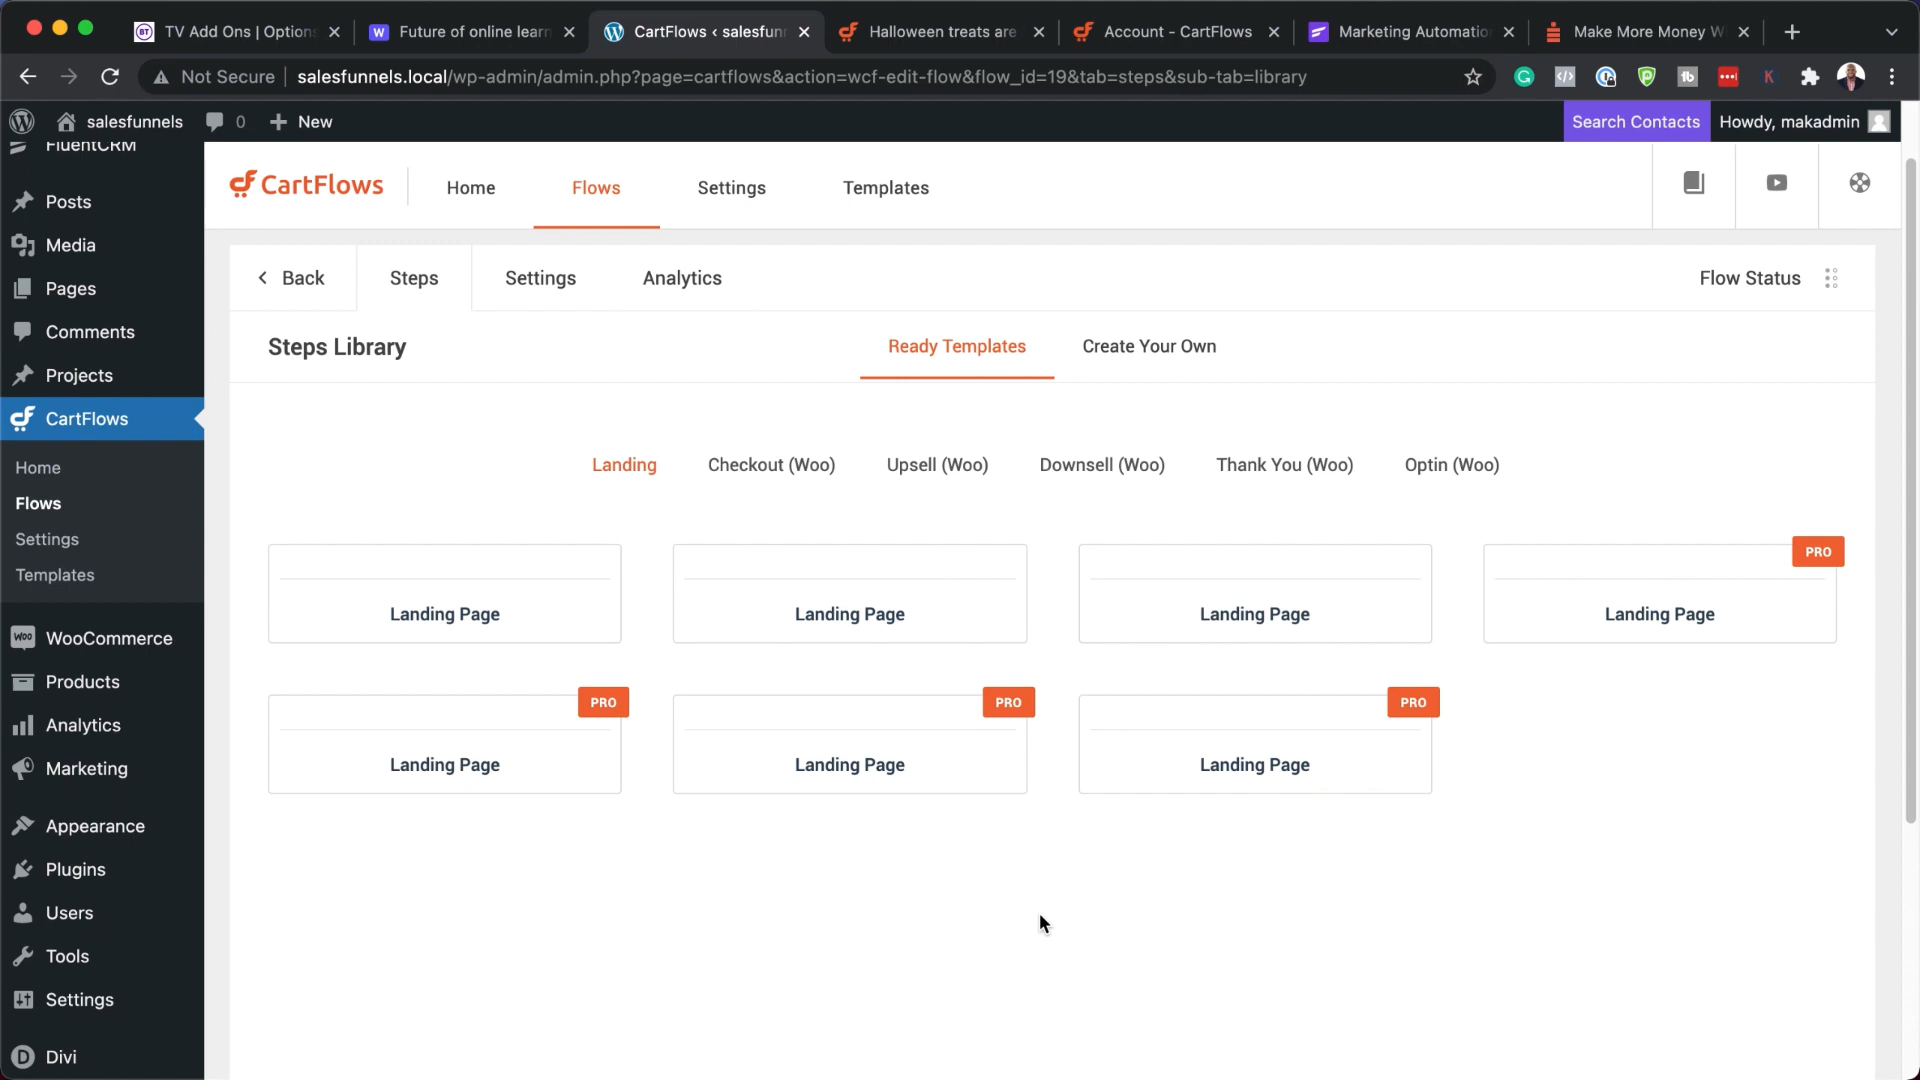 TV Add Ons | Options
Future of online learn
CartFlows ‹ salesfunn
Halloween treats are
Account - CartFlows
Marketing Automatio
Make More Money W
Not Secure
salesfunnels.local/wp-admin/admin.php?page=cartflows&action=wcf-edit-flow&flow_id=19&tab=steps&sub-tab=library
salesfunnels
0
New
Search Contacts
Howdy, makadmin
FluentCRM
Posts
Media
Pages
Comments
Projects
CartFlows
Home
Flows
Settings
Templates
WooCommerce
Products
Analytics
Marketing
Appearance
Plugins
Users
Tools
Settings
Divi
CartFlows
Home
Flows
Settings
Templates
Back
Steps
Settings
Analytics
Flow Status
Steps Library
Ready Templates
Create Your Own
Landing
Checkout (Woo)
Upsell (Woo)
Downsell (Woo)
Thank You (Woo)
Optin (Woo)
Landing Page
Landing Page
Landing Page
PRO
Landing Page
PRO
Landing Page
PRO
Landing Page
PRO
Landing Page